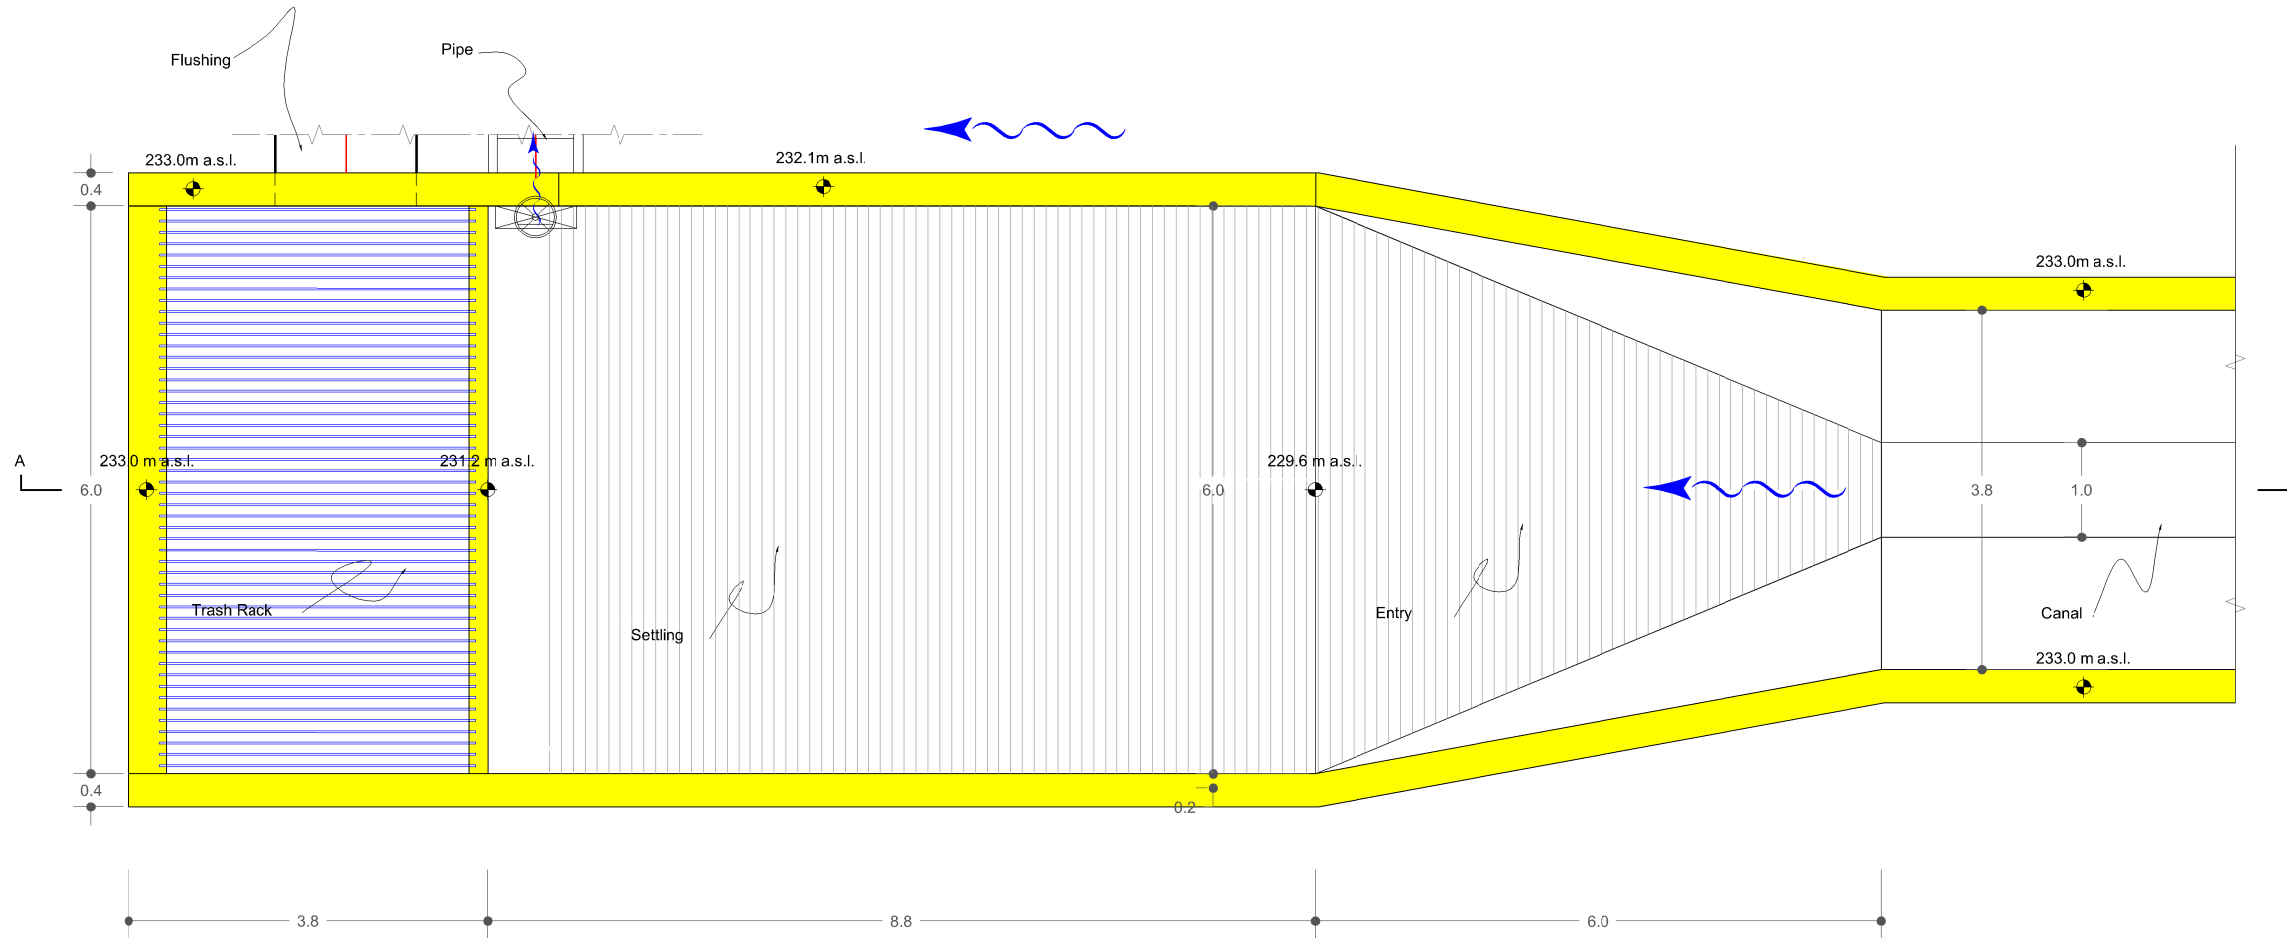 Pipe
Flushing
232.1m a.s.l.
233.0m a.s.l.
0.4
233.0m a.s.l.
A
233.0 m a.s.l.
231.2 m a.s.l.
229.6 m a.s.l.
6.0
6.0
3.8
1.0
Trash Rack
Settling
Entry
Canal
233.0 m a.s.l.
0.4
0.2
3.8
8.8
6.0